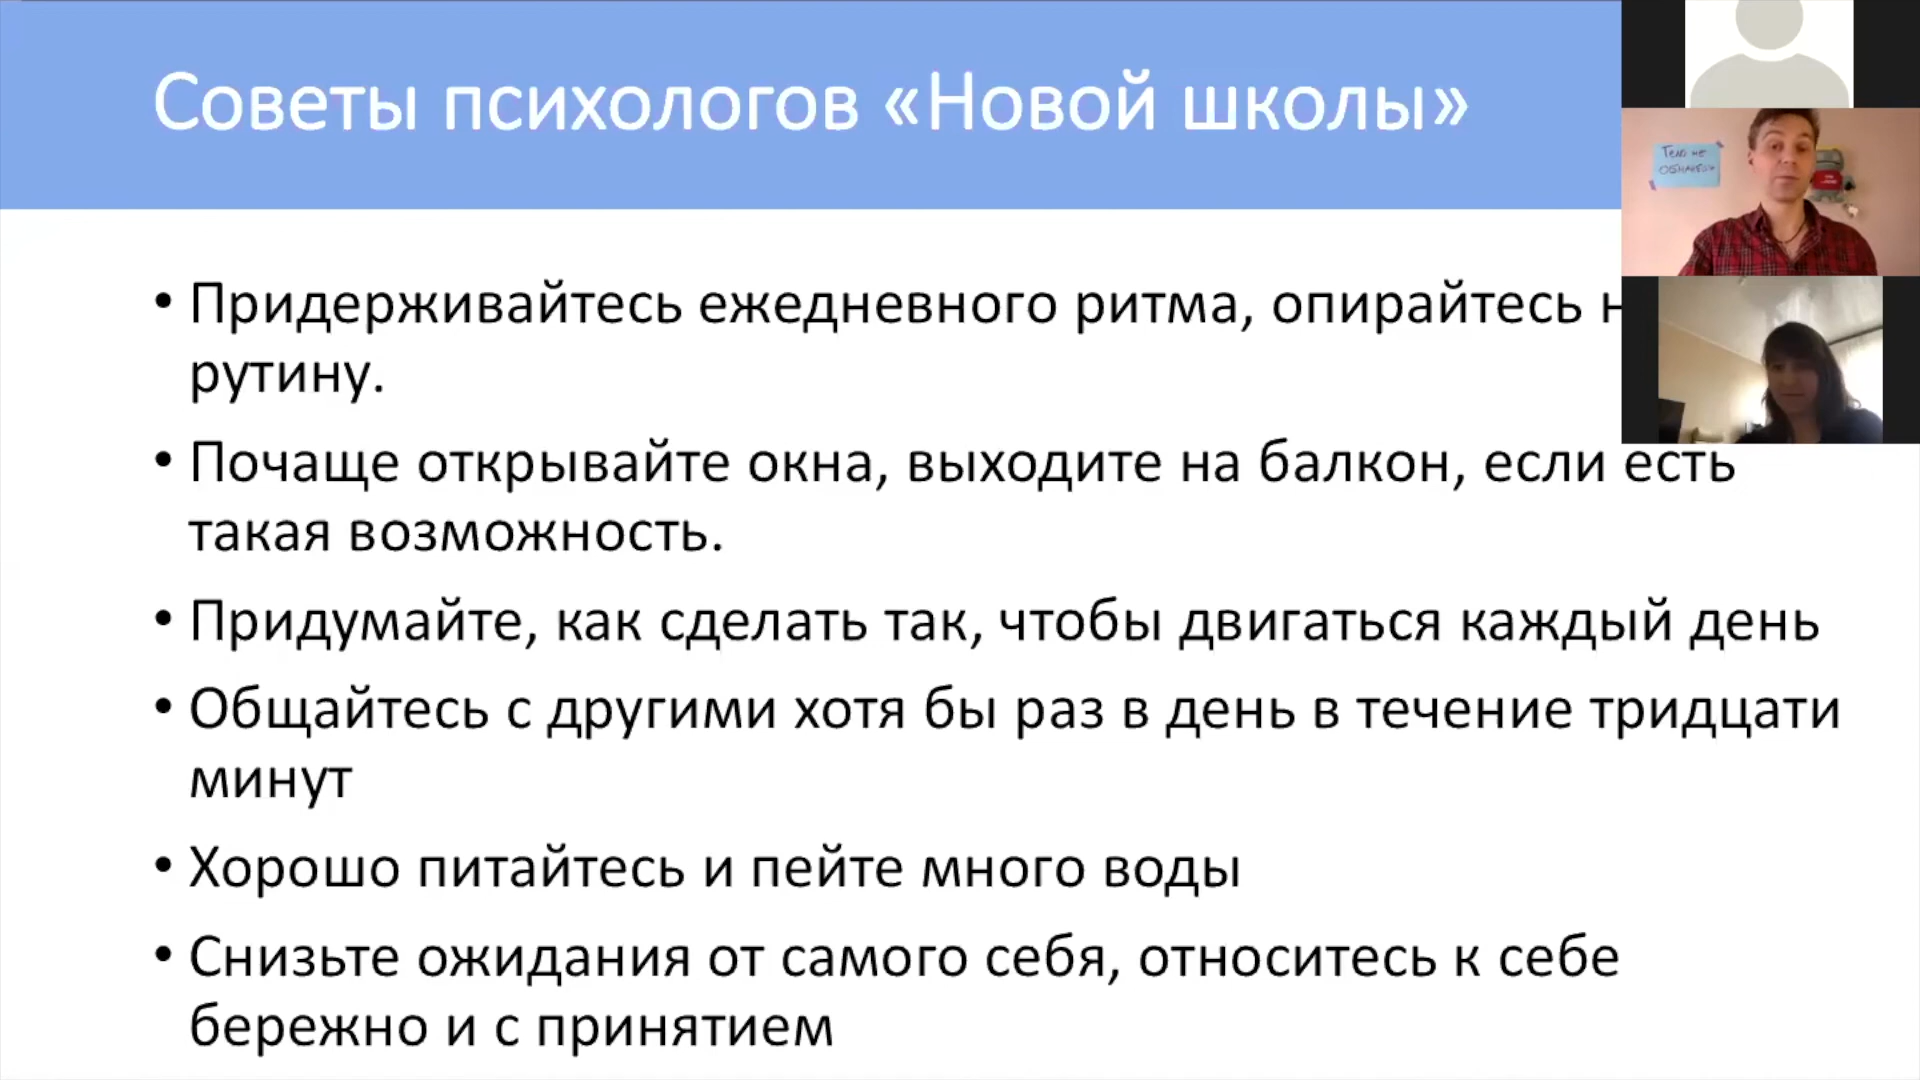 Советы психологов «Новой школы»
• Придерживайтесь ежедневного ритма, опирайтесь
рутину.
• Почаще открывайте окна, выходите на балкон, если есть
такая возможность.
• Придумайте, как сделать так, чтобы двигаться каждый день
• Общайтесь с другими хотя бы раз в день в течение тридцати
минут
• Хорошо питайтесь и пейте много воды
• Снизьте ожидания от самого себя, относитесь к себе
бережно и с принятием
Тело не